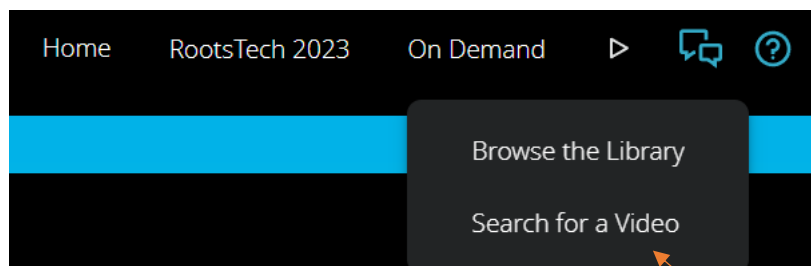 Home RootsTech 2023 On Demand
Browse the Library
Search for a Video